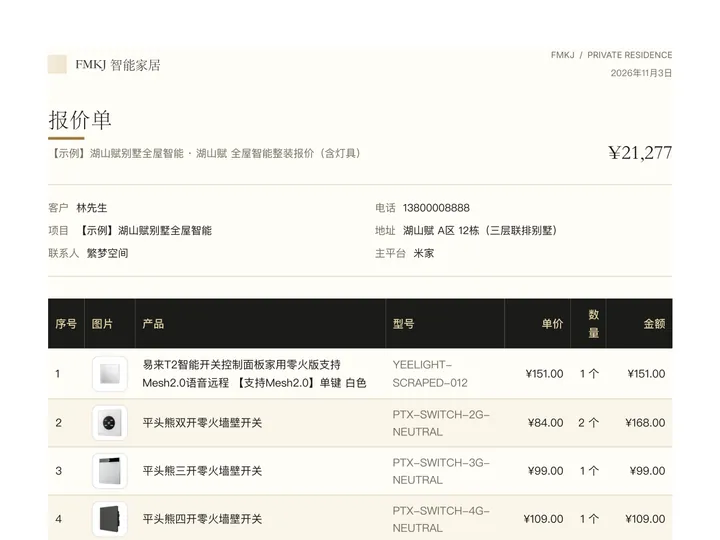 FMKJ 智能家居
FMKJ / PRIVATE RESIDENCE
2026年11月3日
报价单
【示例】湖山赋别墅全屋智能 · 湖山赋 全屋智能整装报价（含灯具）
¥21,277
客户 林先生
电话 13800008888
项目 【示例】湖山赋别墅全屋智能
地址 湖山赋 A区 12栋（三层联排别墅）
联系人 繁梦空间
主平台 米家
序号 图片 产品 型号 单价 数量 金额
1 易来T2智能开关控制面板家用零火版支持
Mesh2.0语音远程 【支持Mesh2.0】单键 白色
YEELIGHT-
SCRAPED-012
¥151.00 1 个 ¥151.00
2 平头熊双开零火墙壁开关
PTX-SWITCH-2G-
NEUTRAL
¥84.00 2 个 ¥168.00
3 平头熊三开零火墙壁开关
PTX-SWITCH-3G-
NEUTRAL
¥99.00 1 个 ¥99.00
4 平头熊四开零火墙壁开关
PTX-SWITCH-4G-
NEUTRAL
¥109.00 1 个 ¥109.00